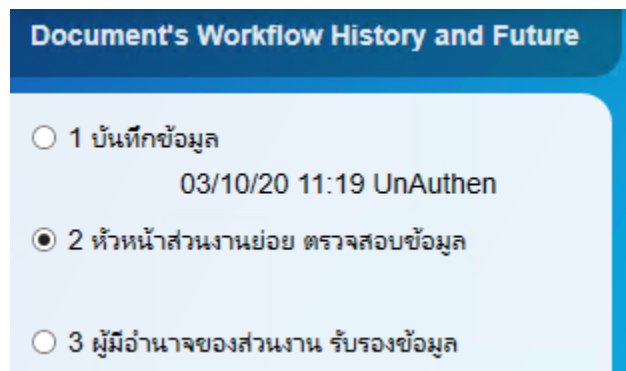 Document's Workflow History and Future
1 บันทึกข้อมูล
03/10/20 11:19 UnAuthen
2 หัวหน้าส่วนงานย่อย ตรวจสอบข้อมูล
3 ผู้มีอำนาจของส่วนงาน รับรองข้อมูล